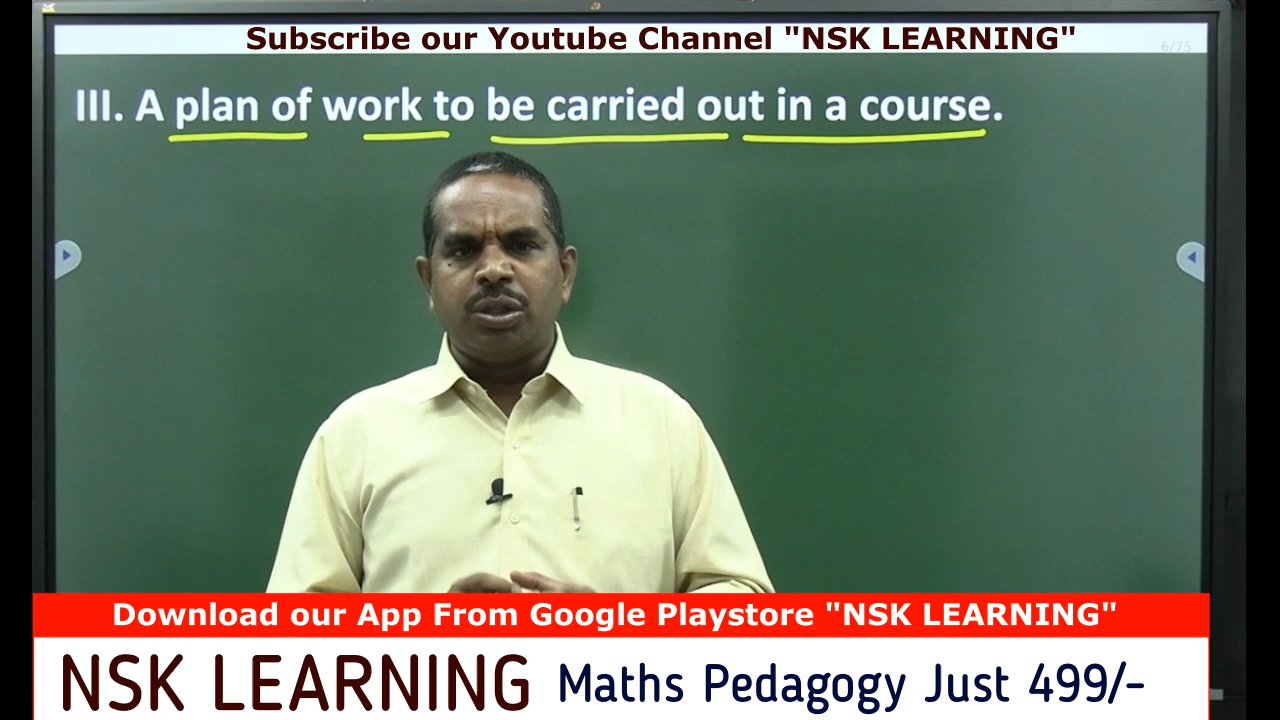 Subscribe our Youtube Channel "NSK LEARNING"
6/75
III. A plan of work to be carried out in a course.
Download our App From Google Playstore "NSK LEARNING"
NSK LEARNING Maths Pedagogy Just 499/-